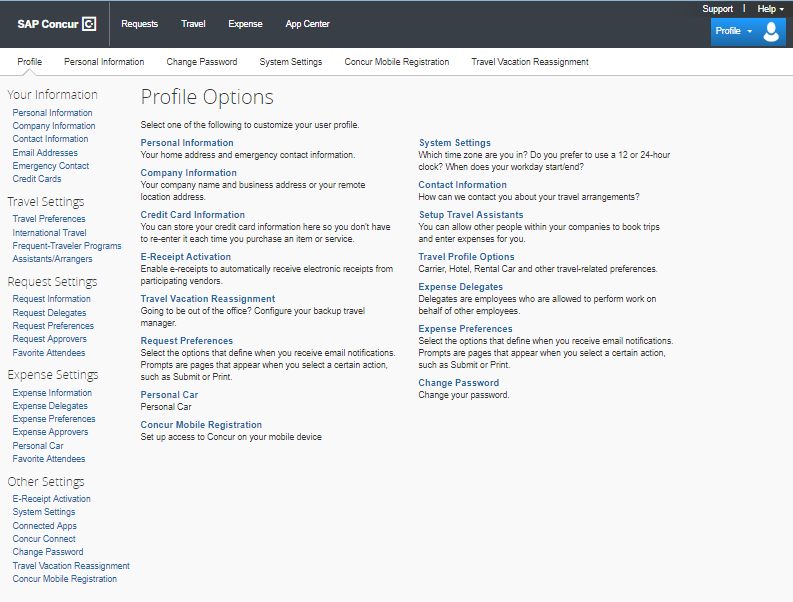 Support | Help
SAP Concur C
Requests
Travel
Expense
App Center
Profile
Profile
Personal Information
Change Password
System Settings
Concur Mobile Registration
Travel Vacation Reassignment
Your Information
Personal Information
Company Information
Contact Information
Email Addresses
Emergency Contact
Credit Cards
Travel Settings
Travel Preferences
International Travel
Frequent-Traveler Programs
Assistants/Arrangers
Request Settings
Request Information
Request Delegates
Request Preferences
Request Approvers
Favorite Attendees
Expense Settings
Expense Information
Expense Delegates
Expense Preferences
Expense Approvers
Personal Car
Favorite Attendees
Other Settings
E-Receipt Activation
System Settings
Connected Apps
Concur Connect
Change Password
Travel Vacation Reassignment
Concur Mobile Registration
Profile Options
Select one of the following to customize your user profile.
Personal Information
Your home address and emergency contact information.
Company Information
Your company name and business address or your remote
location address.
Credit Card Information
You can store your credit card information here so you don't have
to re-enter it each time you purchase an item or service.
E-Receipt Activation
Enable e-receipts to automatically receive electronic receipts from
participating vendors.
Travel Vacation Reassignment
Going to be out of the office? Configure your backup travel
manager.
Request Preferences
Select the options that define when you receive email notifications.
Prompts are pages that appear when you select a certain action,
such as Submit or Print.
Personal Car
Personal Car
Concur Mobile Registration
Set up access to Concur on your mobile device
System Settings
Which time zone are you in? Do you prefer to use a 12 or 24-hour
clock? When does your workday start/end?
Contact Information
How can we contact you about your travel arrangements?
Setup Travel Assistants
You can allow other people within your companies to book trips
and enter expenses for you.
Travel Profile Options
Carrier, Hotel, Rental Car and other travel-related preferences.
Expense Delegates
Delegates are employees who are allowed to perform work on
behalf of other employees.
Expense Preferences
Select the options that define when you receive email notifications.
Prompts are pages that appear when you select a certain action,
such as Submit or Print.
Change Password
Change your password.